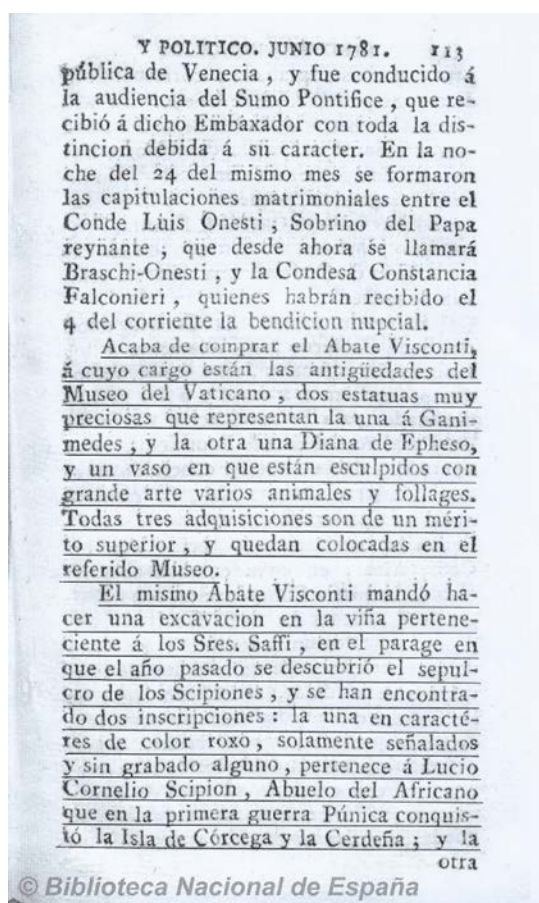 Y POLITICO. JUNIO 1781. 113
pública de Venecia , y fue conducido á
la audiencia del Sumo Pontifice , que re-
cibió á dicho Embaxador con toda la dis-
tincion debida á su caracter. En la no-
che del 24 del mismo mes se formaron
las capitulaciones matrimoniales entre el
Conde Luis Onesti , Sobrino del Papa
reynante , que desde ahora se llamará
Braschi-Onesti , y la Condesa Constancia
Falconieri , quienes habrán recibido el
4 del corriente la bendicion nupcial.
Acaba de comprar el Abate Visconti,
á cuyo cargo están las antigüedades del
Museo del Vaticano , dos estatuas muy
preciosas que representan la una á Gani-
medes , y la otra una Diana de Epheso,
y un vaso en que están esculpidos con
grande arte varios animales y follages.
Todas tres adquisiciones son de un méri-
to superior , y quedan colocadas en el
referido Museo.
El mismo Abate Visconti mandó ha-
cer una excavacion en la viña pertene-
ciente á los Sres. Saffi , en el parage en
que el año pasado se descubrió el sepul-
cro de los Scipiones , y se han encontra-
do dos inscripciones : la una en caracté-
res de color roxo , solamente señalados
y sin grabado alguno , pertenece á Lucio
Cornelio Scipion , Abuelo del Africano
que en la primera guerra Púnica conquis-
tó la Isla de Córcega y la Cerdeña ; y la
otra
© Biblioteca Nacional de España